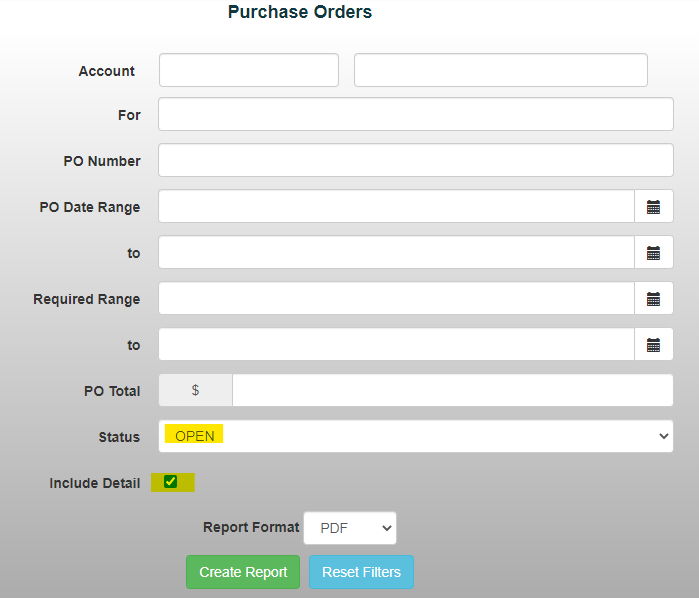 Purchase Orders
Account
For
PO Number
PO Date Range
to
Required Range
to
PO Total $
Status OPEN
Include Detail
Report Format PDF
Create Report Reset Filters